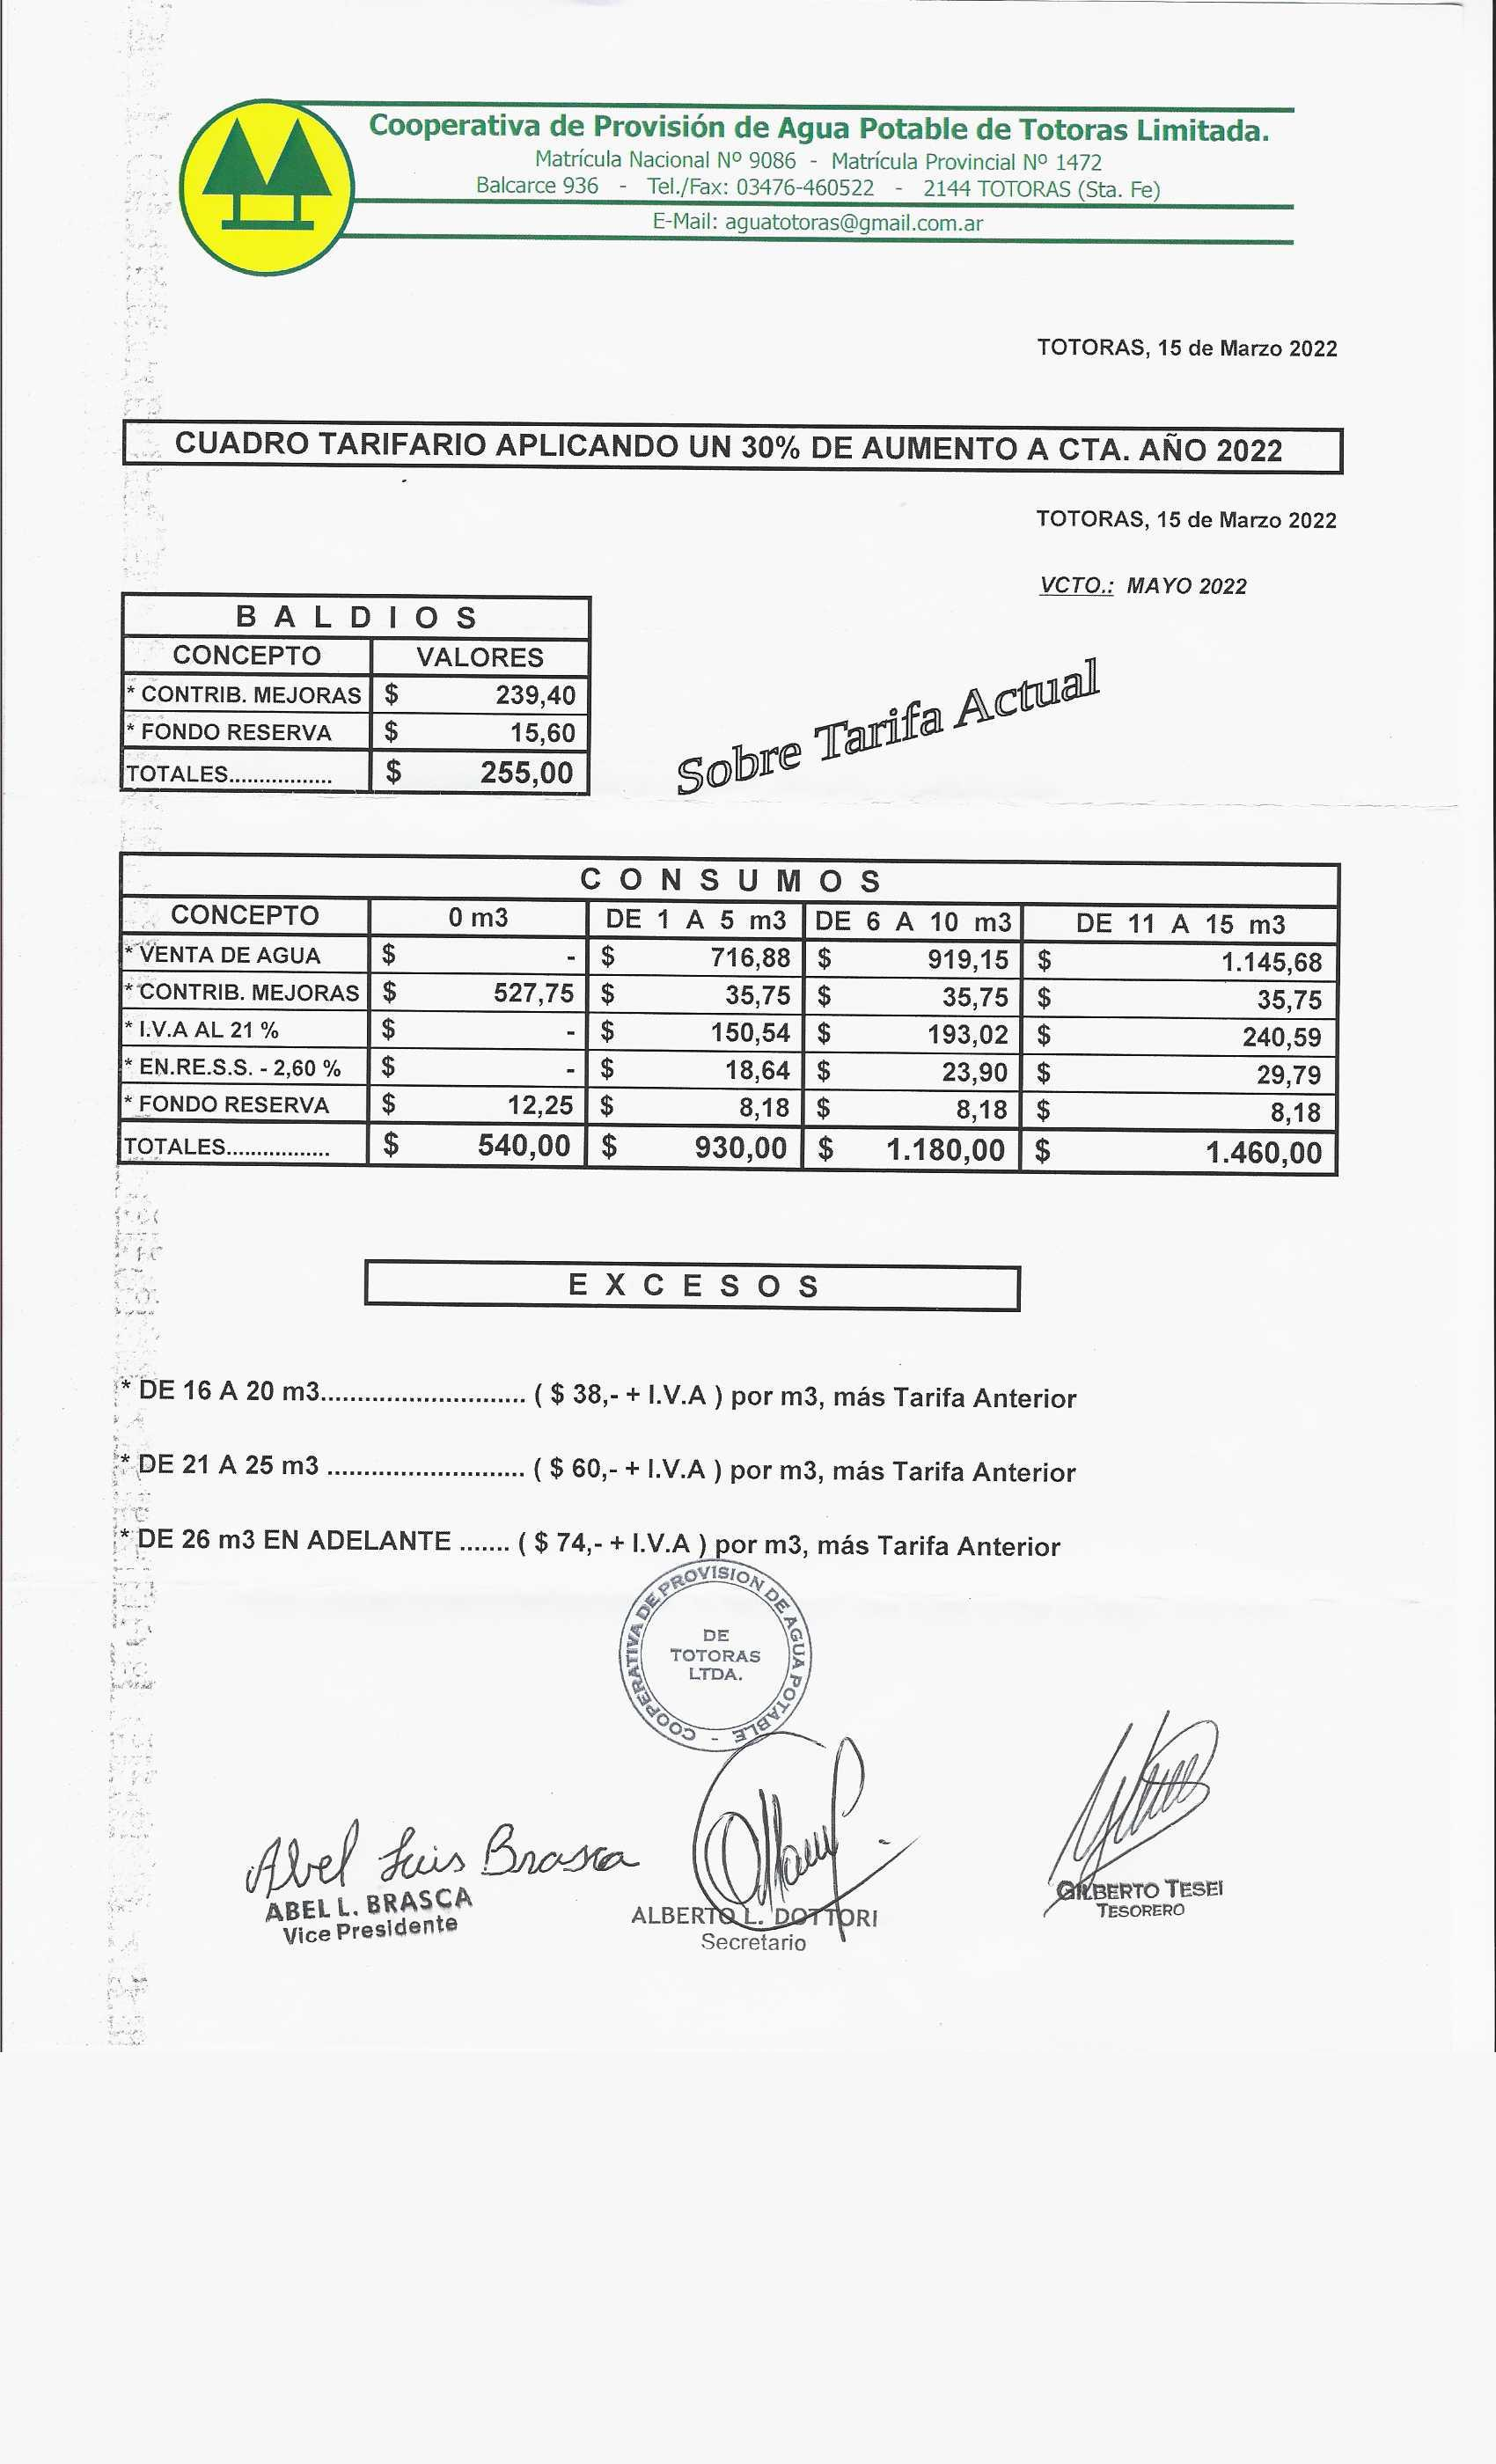 Cooperativa de Provisión de Agua Potable de Totoras Limitada.
Matrícula Nacional Nº 9086 - Matrícula Provincial Nº 1472
Balcarce 936 - Tel./Fax: 03476-460522 - 2144 TOTORAS (Sta. Fe)
E-Mail: aguatotoras@gmail.com.ar
TOTORAS, 15 de Marzo 2022
CUADRO TARIFARIO APLICANDO UN 30% DE AUMENTO A CTA. AÑO 2022
TOTORAS, 15 de Marzo 2022
VCTO.: MAYO 2022
B A L D I O S
CONCEPTO VALORES
* CONTRIB. MEJORAS $ 239,40
* FONDO RESERVA $ 15,60
TOTALES................. $ 255,00
Sobre Tarifa Actual
C O N S U M O S
CONCEPTO 0 m3 DE 1 A 5 m3 DE 6 A 10 m3 DE 11 A 15 m3
* VENTA DE AGUA $ - $ 716,88 $ 919,15 $ 1.145,68
* CONTRIB. MEJORAS $ 527,75 $ 35,75 $ 35,75 $ 35,75
* I.V.A AL 21 % $ - $ 150,54 $ 193,02 $ 240,59
* EN.RE.S.S. - 2,60 % $ - $ 18,64 $ 23,90 $ 29,79
* FONDO RESERVA $ 12,25 $ 8,18 $ 8,18 $ 8,18
TOTALES................. $ 540,00 $ 930,00 $ 1.180,00 $ 1.460,00
E X C E S O S
* DE 16 A 20 m3............................ ( $ 38,- + I.V.A ) por m3, más Tarifa Anterior
* DE 21 A 25 m3 ........................... ( $ 60,- + I.V.A ) por m3, más Tarifa Anterior
* DE 26 m3 EN ADELANTE ....... ( $ 74,- + I.V.A ) por m3, más Tarifa Anterior
COOPERATIVA DE PROVISION DE AGUA POTABLE -
DE
TOTORAS
LTDA.
Abel Luis Brasca
ABEL L. BRASCA
Vice Presidente
ALBERTO L. DOTTORI
Secretario
GILBERTO TESEI
TESORERO